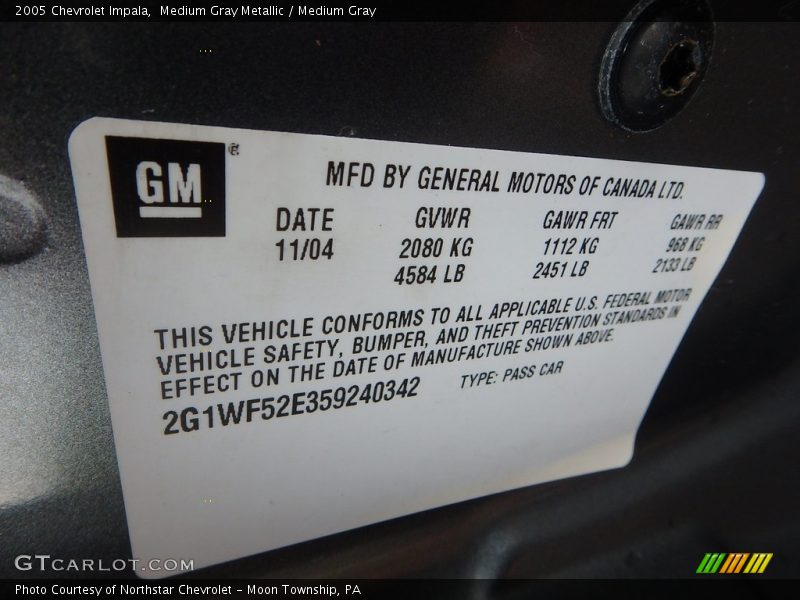 2005 Chevrolet Impala, Medium Gray Metallic / Medium Gray
GM®
MFD BY GENERAL MOTORS OF CANADA LTD.
DATE GVWR GAWR FRT GAWR RR
11/04 2080 KG 1112 KG 968 KG
4584 LB 2451 LB 2133 LB
THIS VEHICLE CONFORMS TO ALL APPLICABLE U.S. FEDERAL MOTOR
VEHICLE SAFETY, BUMPER, AND THEFT PREVENTION STANDARDS IN
EFFECT ON THE DATE OF MANUFACTURE SHOWN ABOVE.
2G1WF52E359240342 TYPE: PASS CAR
GTCARLOT.COM
Photo Courtesy of Northstar Chevrolet - Moon Township, PA